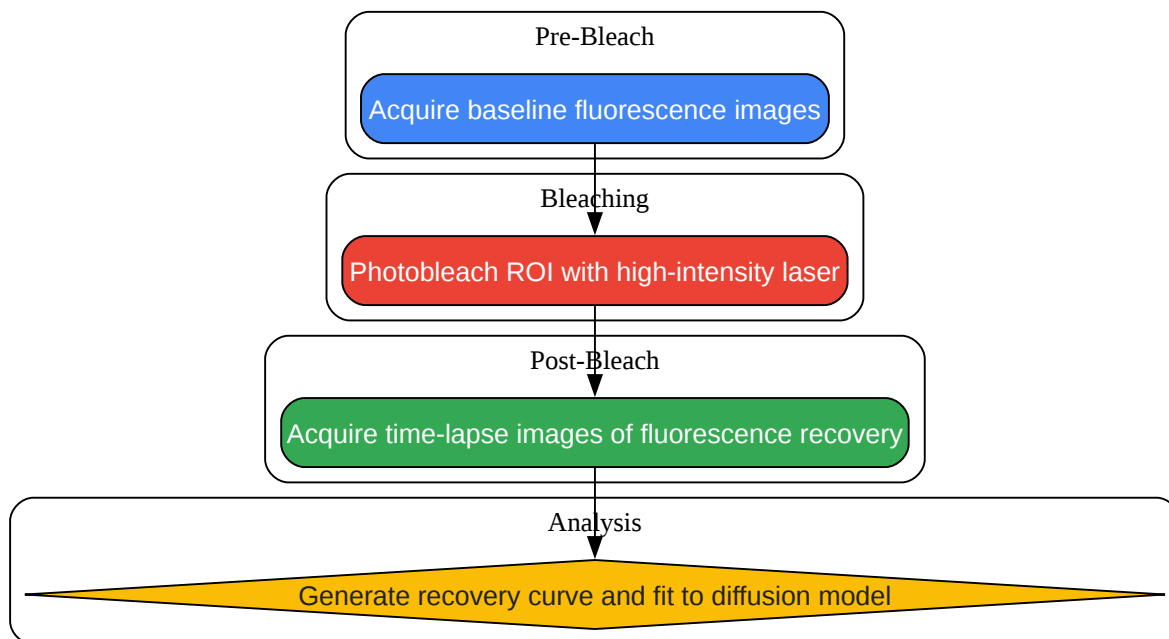 Pre-Bleach
Acquire baseline fluorescence images
Bleaching
Photobleach ROI with high-intensity laser
Post-Bleach
Acquire time-lapse images of fluorescence recovery
Analysis
Generate recovery curve and fit to diffusion model